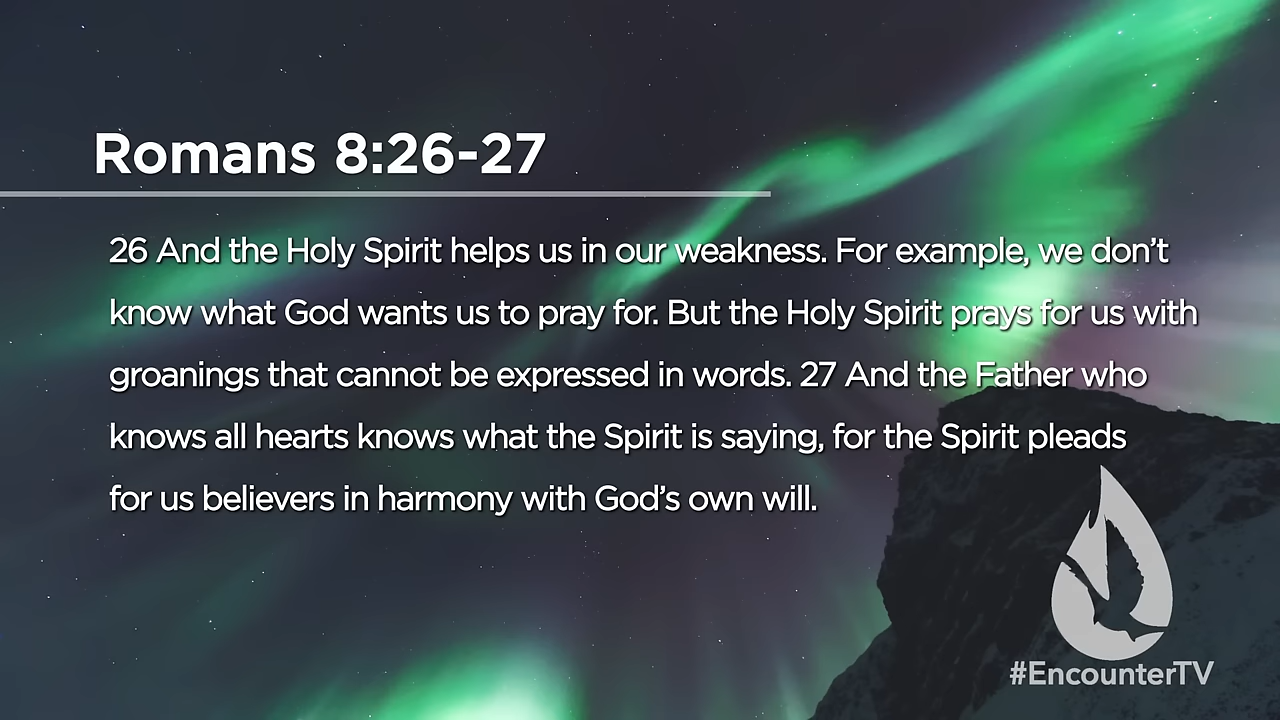 Romans 8:26-27
26 And the Holy Spirit helps us in our weakness. For example, we don’t
know what God wants us to pray for. But the Holy Spirit prays for us with
groanings that cannot be expressed in words. 27 And the Father who
knows all hearts knows what the Spirit is saying, for the Spirit pleads
for us believers in harmony with God’s own will.
#EncounterTV